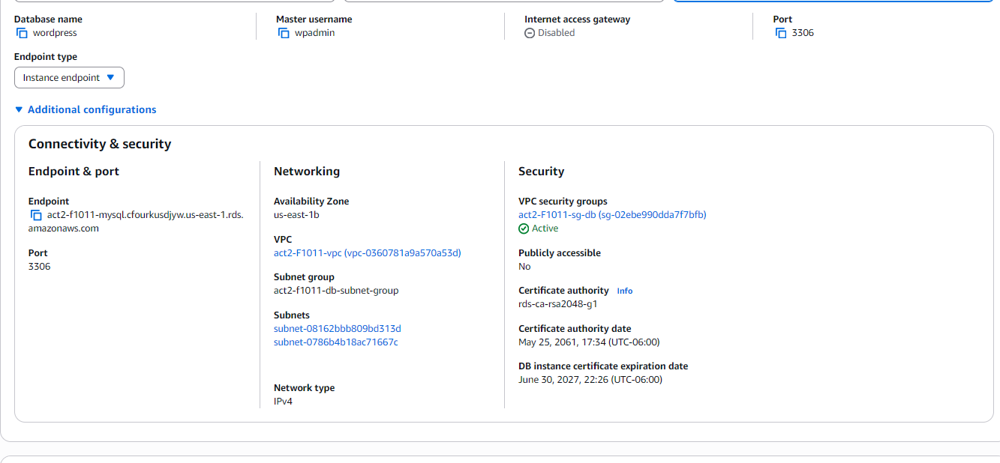 Database name
wordpress
Master username
wpadmin
Internet access gateway
Disabled
Port
3306
Endpoint type
Instance endpoint
Additional configurations
Connectivity & security
Endpoint & port
Endpoint
act2-f1011-mysql.cfourkusdjyw.us-east-1.rds.
amazonaws.com
Port
3306
Networking
Availability Zone
us-east-1b
VPC
act2-F1011-vpc (vpc-0360781a9a570a53d)
Subnet group
act2-f1011-db-subnet-group
Subnets
subnet-08162bbb809bd313d
subnet-0786b4b18ac71667c
Network type
IPv4
Security
VPC security groups
act2-F1011-sg-db (sg-02ebe990dda7f7bfb)
Active
Publicly accessible
No
Certificate authority Info
rds-ca-rsa2048-g1
Certificate authority date
May 25, 2061, 17:34 (UTC-06:00)
DB instance certificate expiration date
June 30, 2027, 22:26 (UTC-06:00)